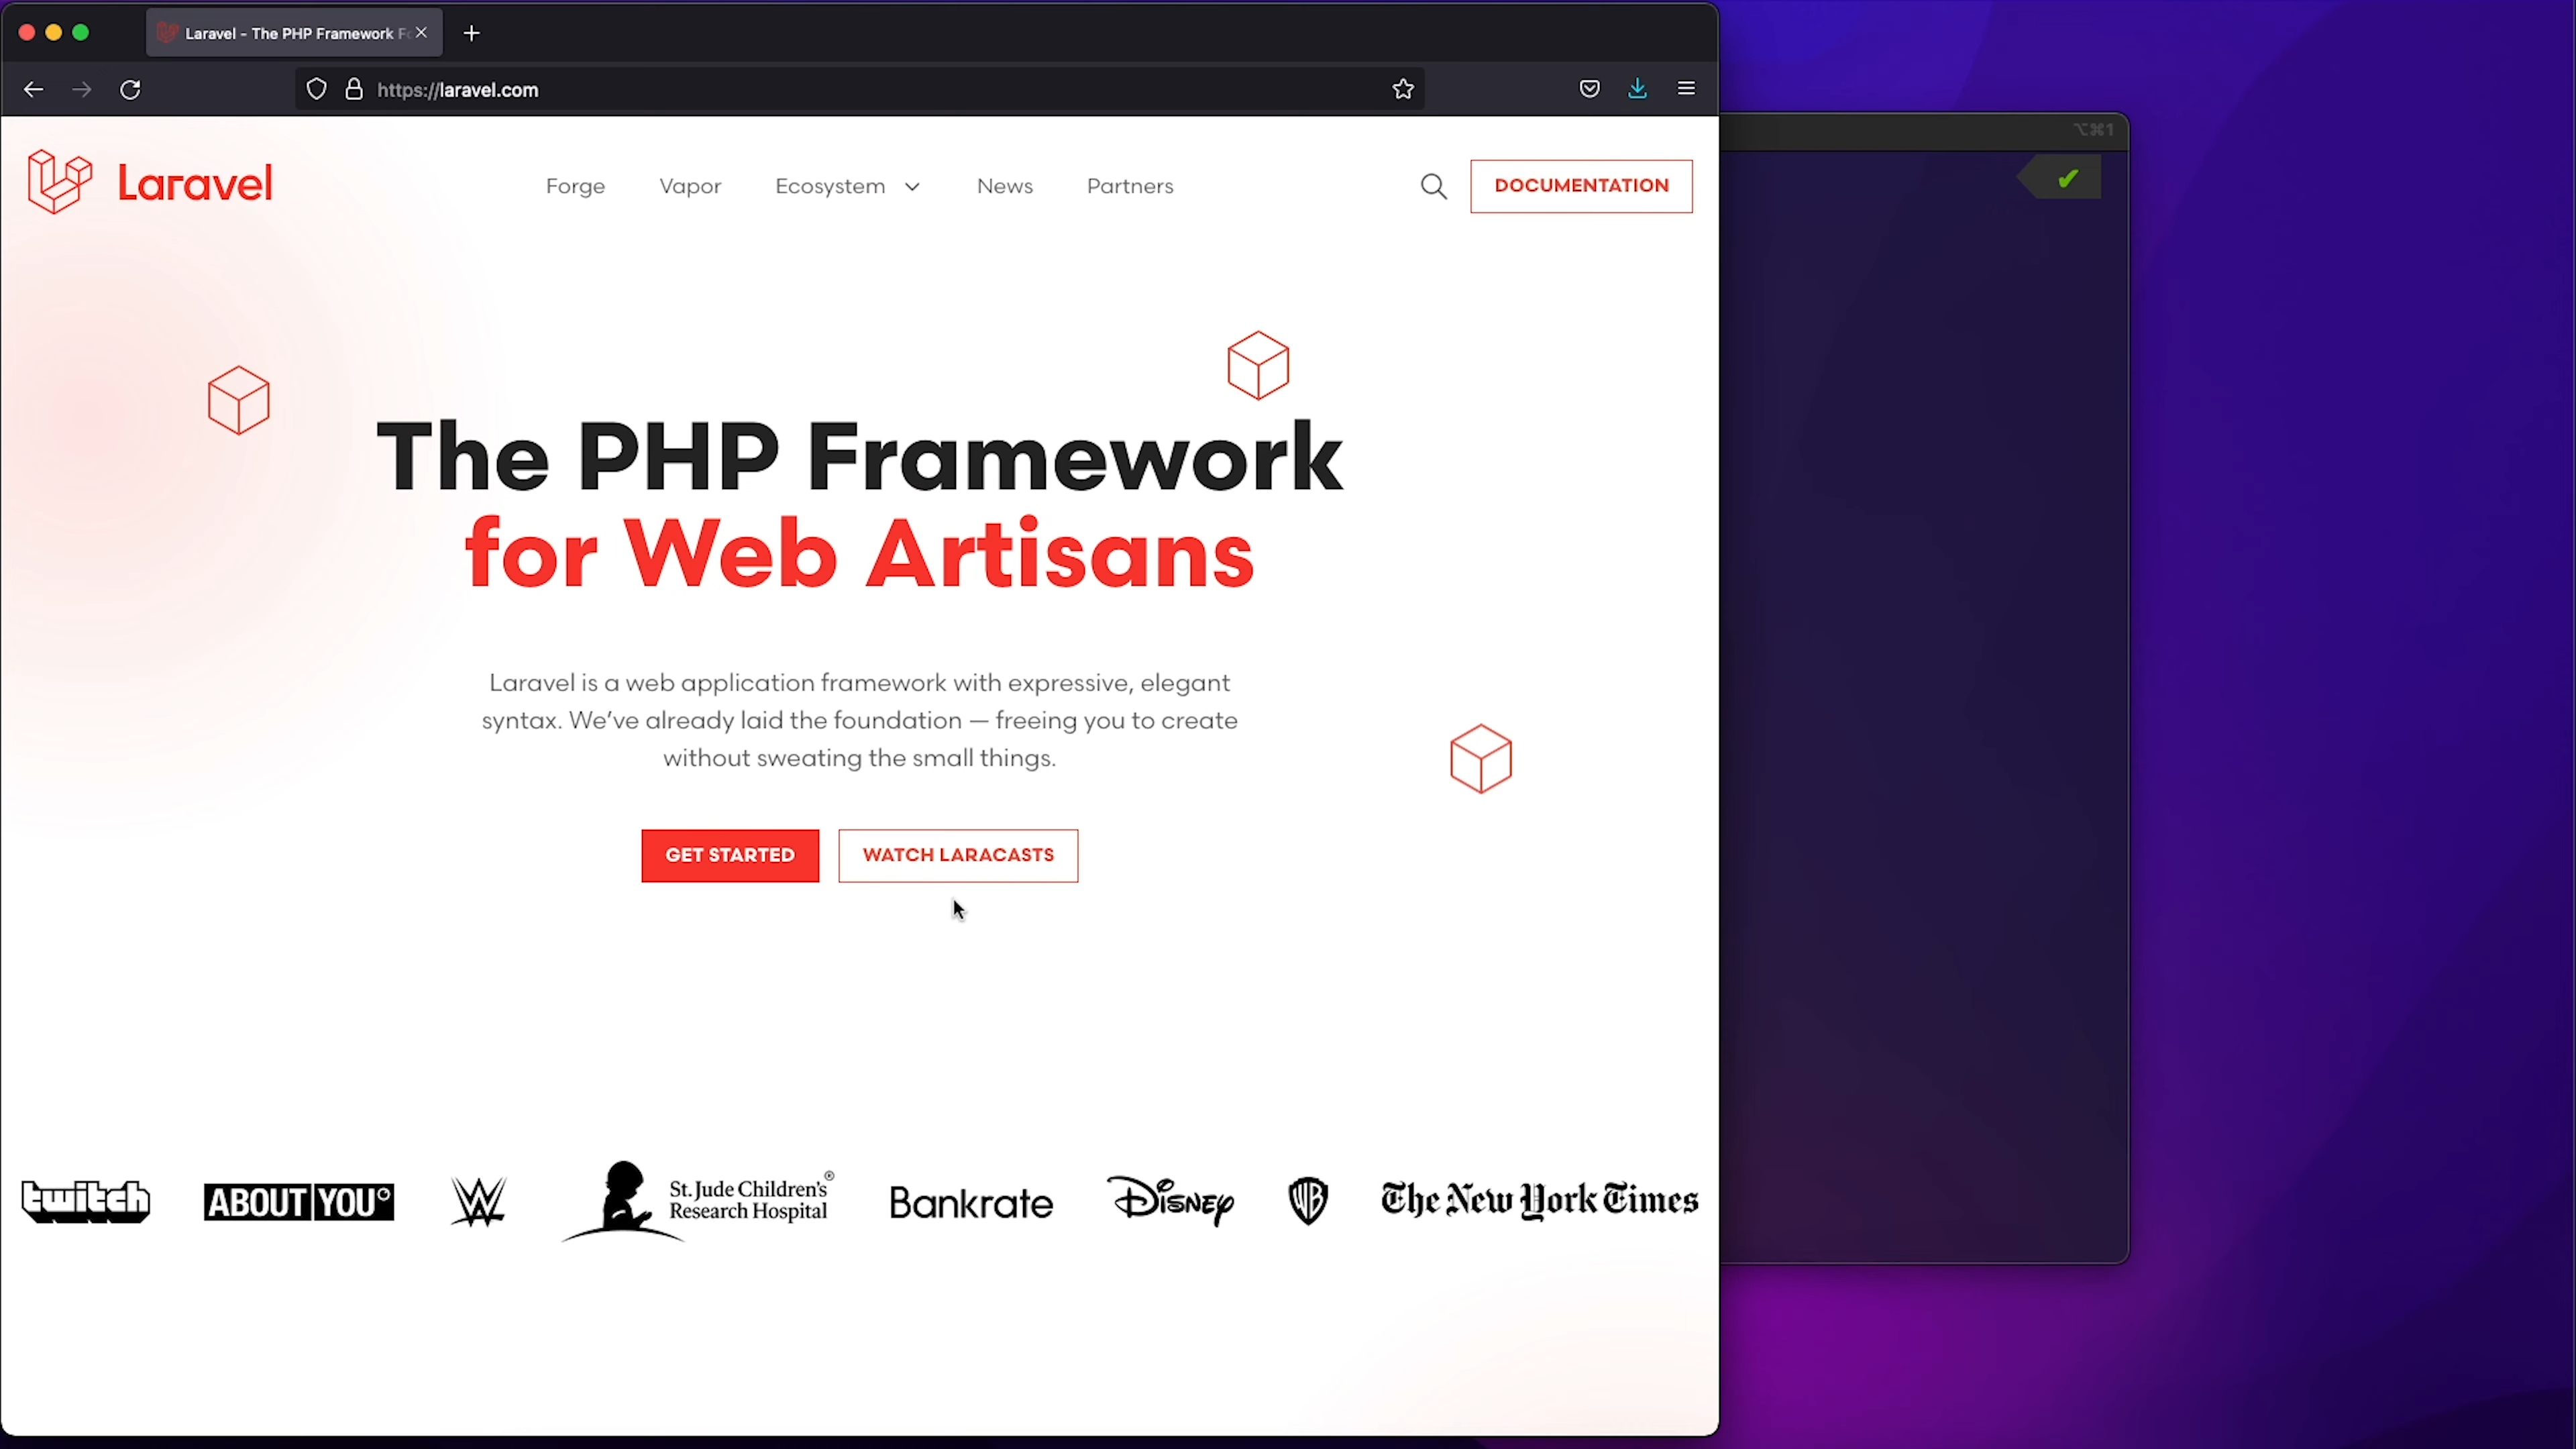 Laravel - The PHP Framework Fo
https://laravel.com
⌥⌘1
Laravel
Forge
Vapor
Ecosystem
News
Partners
DOCUMENTATION
The PHP Framework
for Web Artisans
Laravel is a web application framework with expressive, elegant
syntax. We’ve already laid the foundation — freeing you to create
without sweating the small things.
GET STARTED
WATCH LARACASTS
twitch
ABOUT YOU°
W
St. Jude Children's®
Research Hospital
Bankrate
Disney
WB
The New York Times